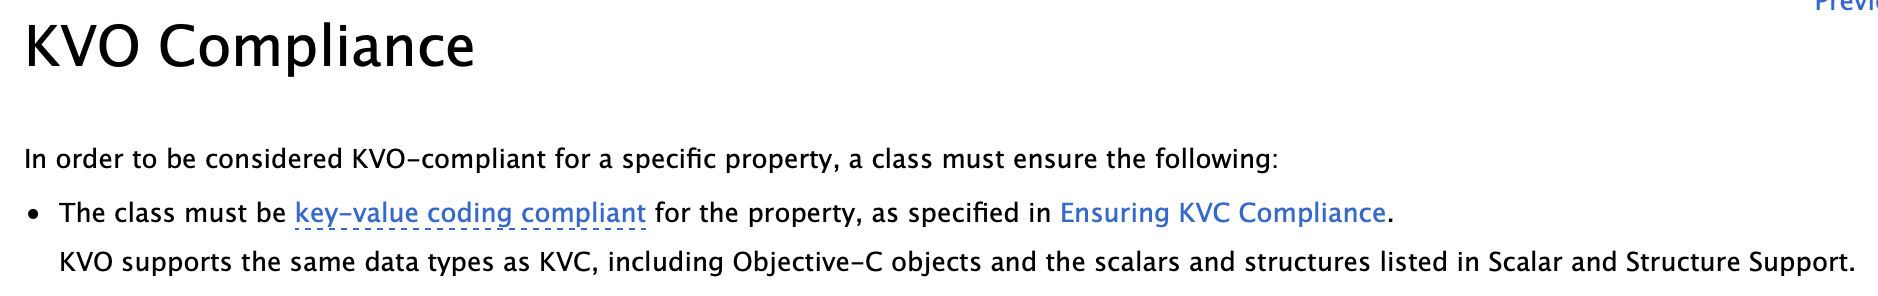 KVO Compliance
In order to be considered KVO-compliant for a specific property, a class must ensure the following:
• The class must be key-value coding compliant for the property, as specified in Ensuring KVC Compliance.
KVO supports the same data types as KVC, including Objective-C objects and the scalars and structures listed in Scalar and Structure Support.